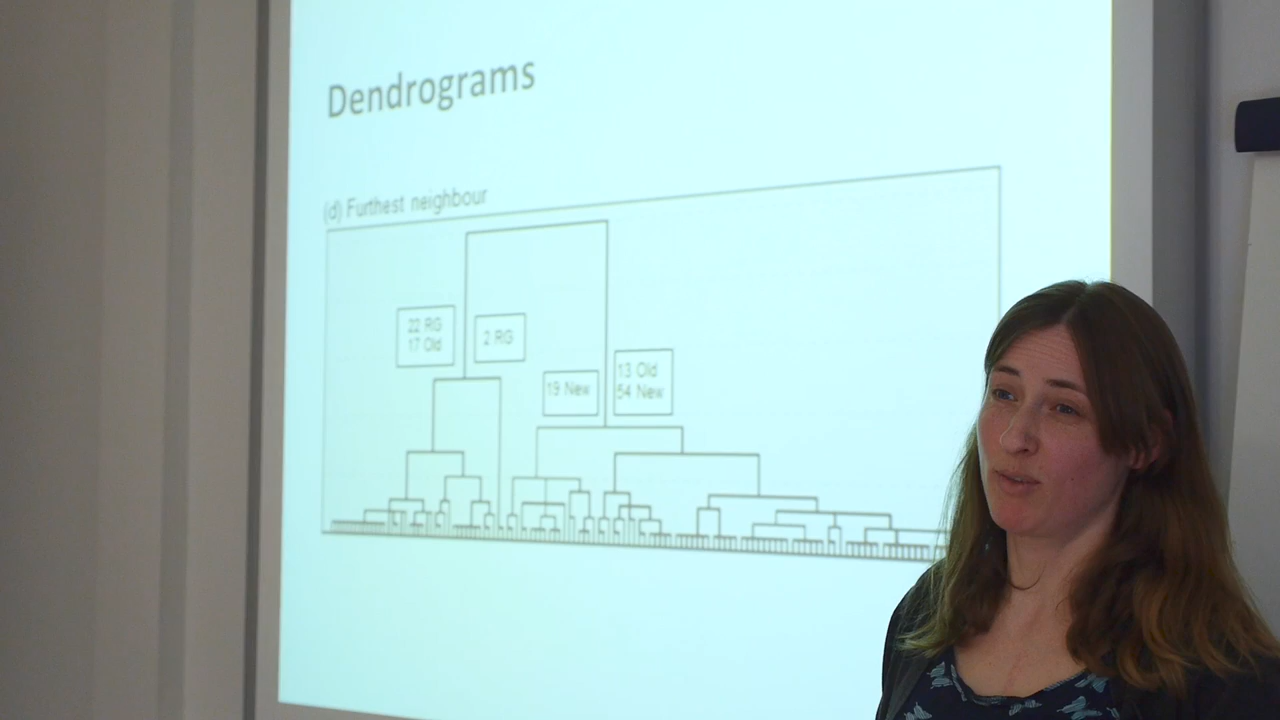 Dendrograms
(d) Furthest neighbour
22 RG
17 Old
2 RG
19 New
13 Old
54 New